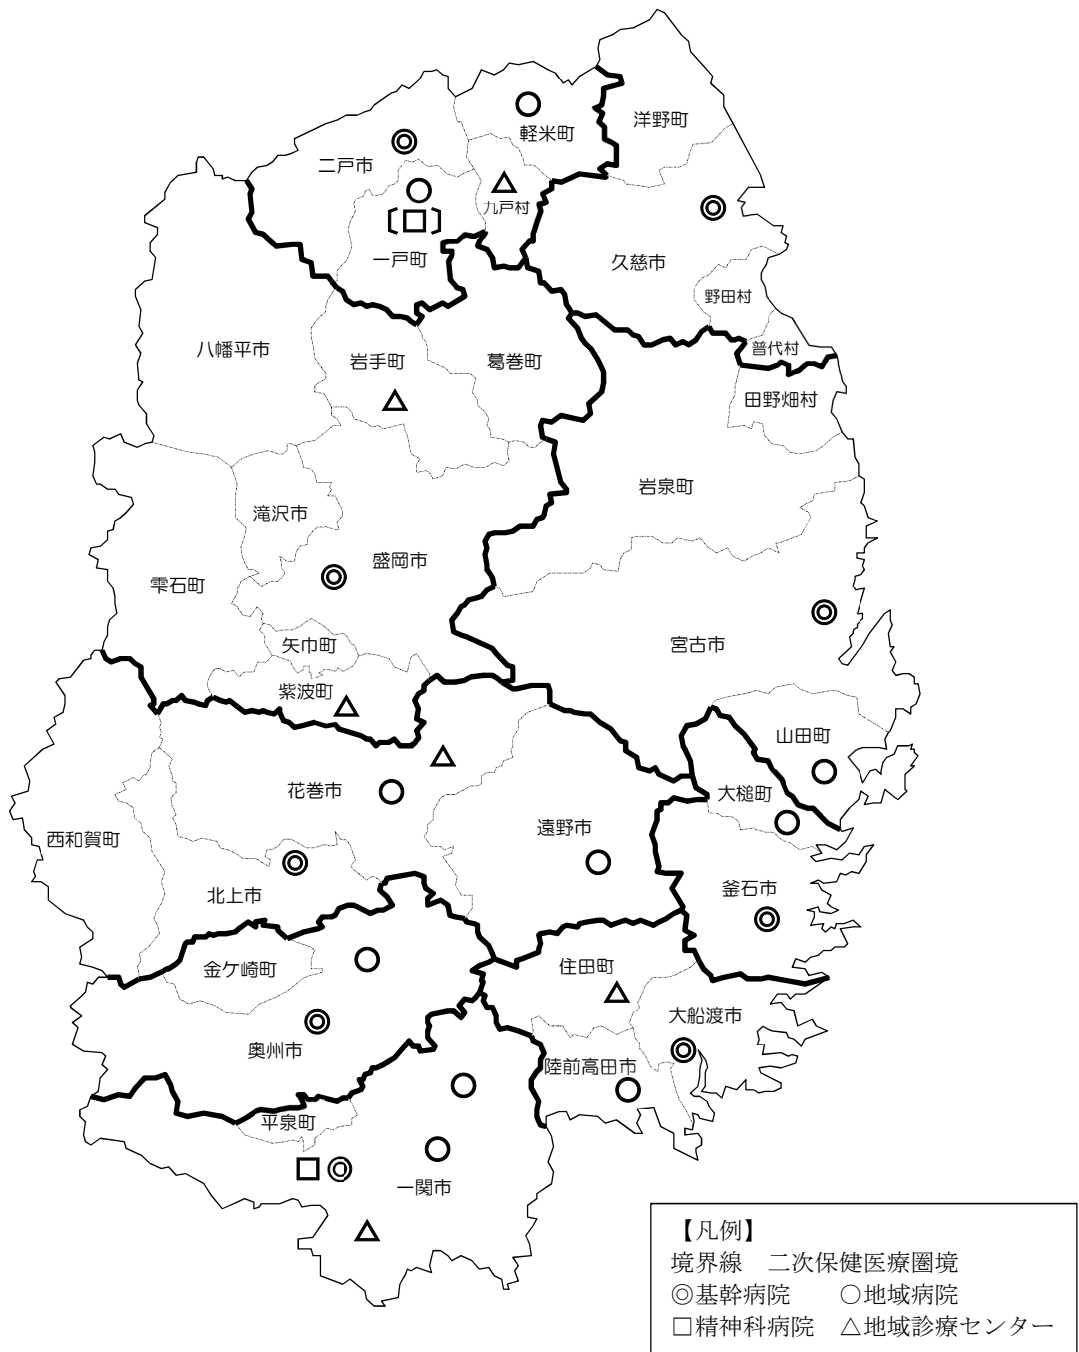 洋野町
軽米町
二戸市
九戸村
一戸町
久慈市
野田村
普代村
八幡平市
岩手町
葛巻町
田野畑村
岩泉町
滝沢市
盛岡市
雫石町
宮古市
矢巾町
紫波町
山田町
花巻市
大槌町
西和賀町
遠野市
北上市
釜石市
金ケ崎町
住田町
大船渡市
奥州市
陸前高田市
平泉町
一関市
【凡例】
境界線　二次保健医療圏境
◎基幹病院　　○地域病院
□精神科病院　△地域診療センター